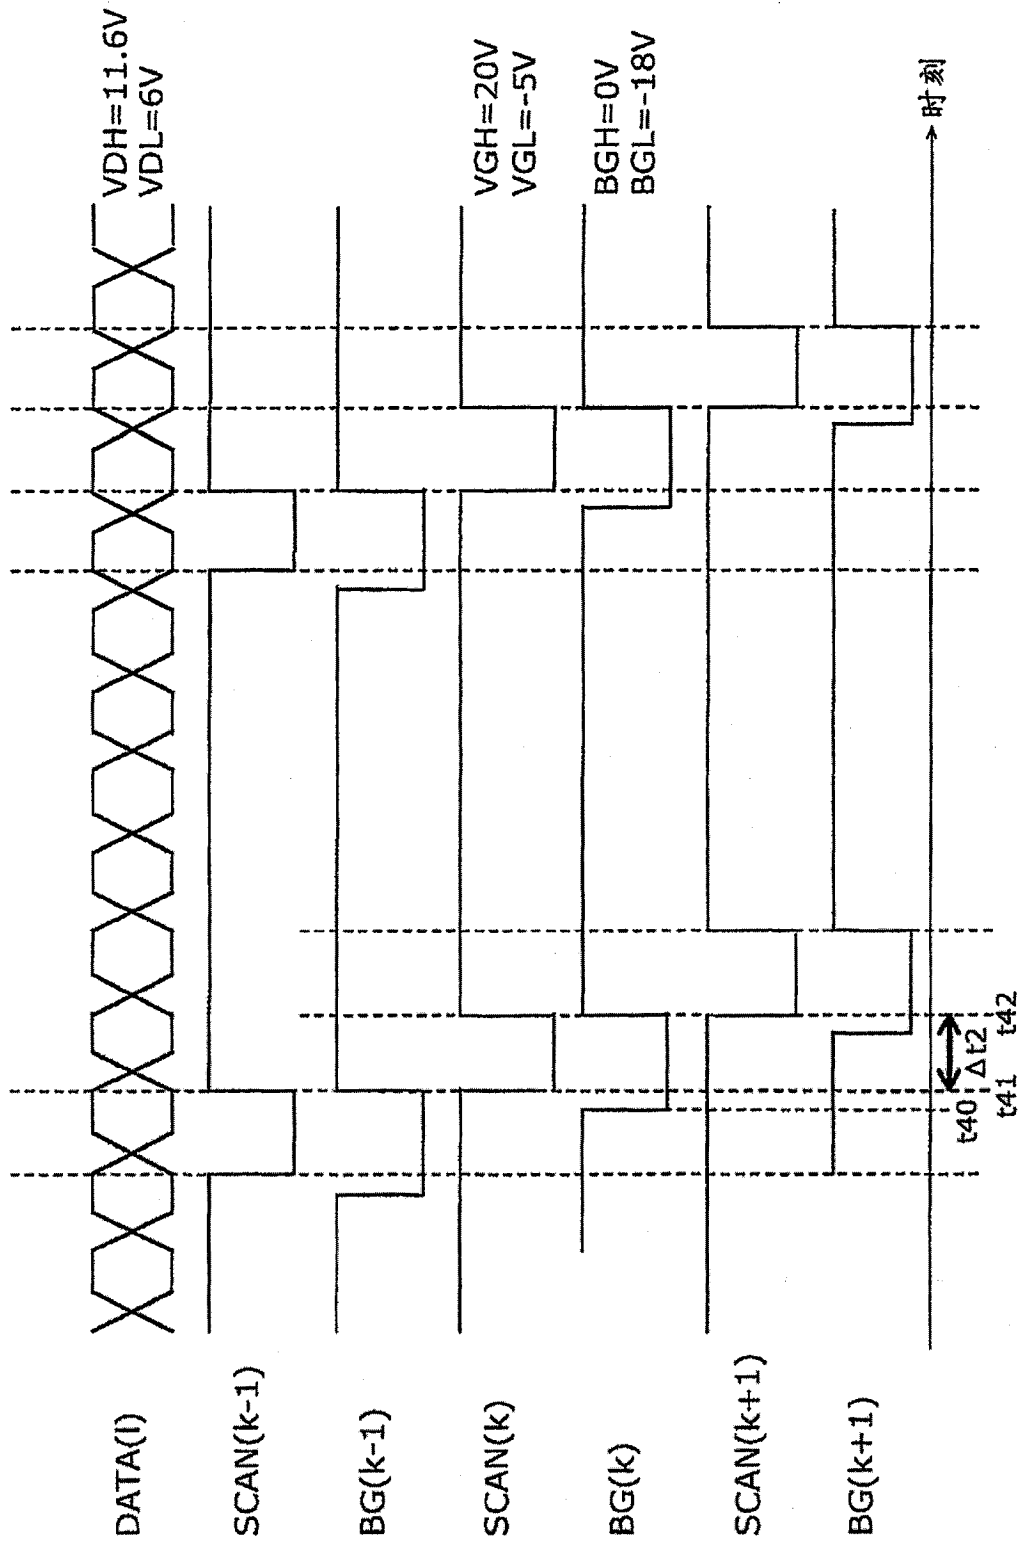 DATA(l)
VDH=11.6V
VDL=6V
SCAN(k-1)
BG(k-1)
SCAN(k)
VGH=20V
VGL=-5V
BG(k)
BGH=0V
BGL=-18V
SCAN(k+1)
BG(k+1)
时刻
t40
Δt2
t41
t42